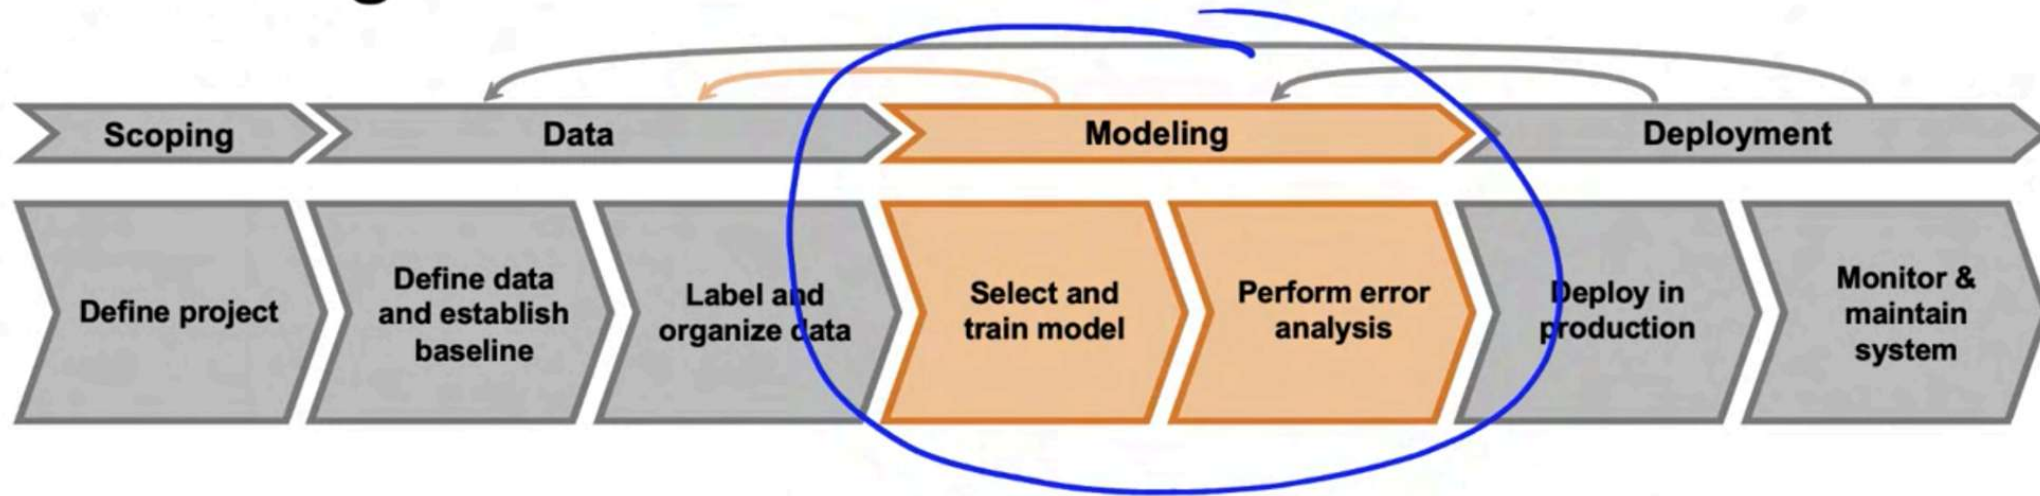 Scoping
Data
Modeling
Deployment
Define project
Define data
and establish
baseline
Label and
organize data
Select and
train model
Perform error
analysis
Deploy in
production
Monitor &
maintain
system